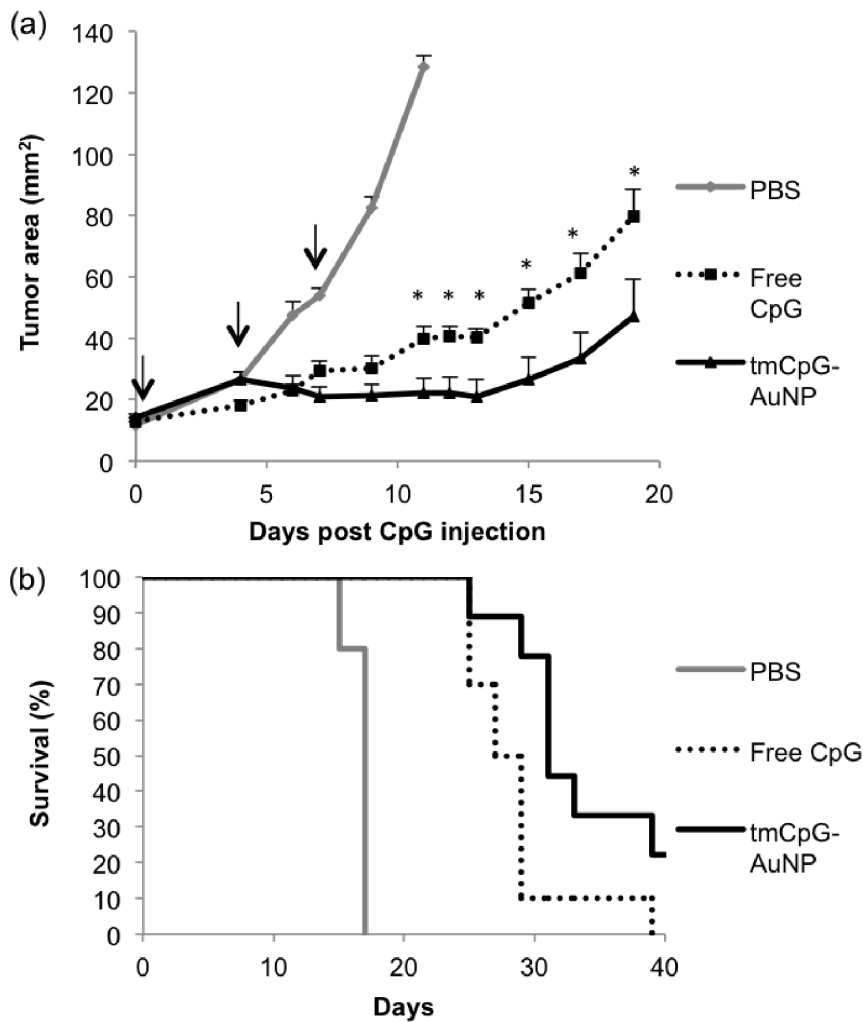 (a)
140
120
100
80
60
40
20
0
Tumor area (mm²)
* * * * * *
0 5 10 15 20
Days post CpG injection
PBS
Free
CpG
tmCpG-
AuNP
(b)
100
90
80
70
60
50
40
30
20
10
0
Survival (%)
0 10 20 30 40
Days
PBS
Free CpG
tmCpG-
AuNP